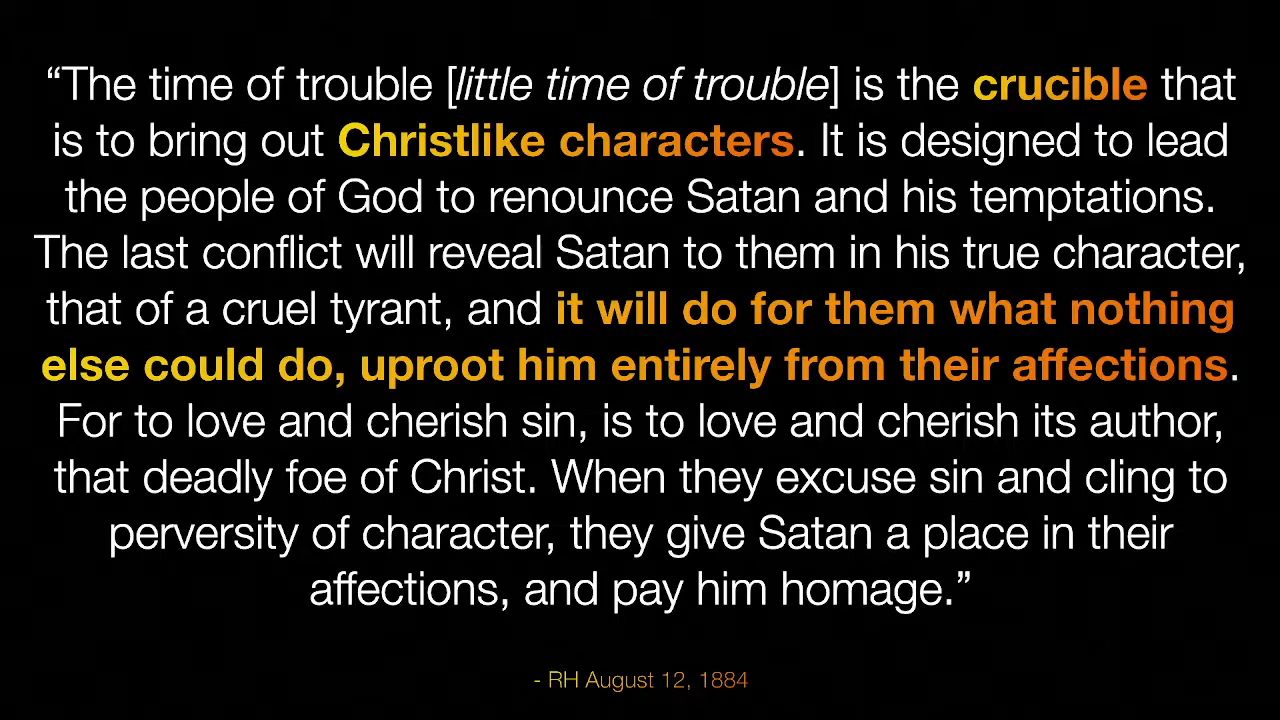 “The time of trouble [little time of trouble] is the crucible that
is to bring out Christlike characters. It is designed to lead
the people of God to renounce Satan and his temptations.
The last conflict will reveal Satan to them in his true character,
that of a cruel tyrant, and it will do for them what nothing
else could do, uproot him entirely from their affections.
For to love and cherish sin, is to love and cherish its author,
that deadly foe of Christ. When they excuse sin and cling to
perversity of character, they give Satan a place in their
affections, and pay him homage.”
- RH August 12, 1884